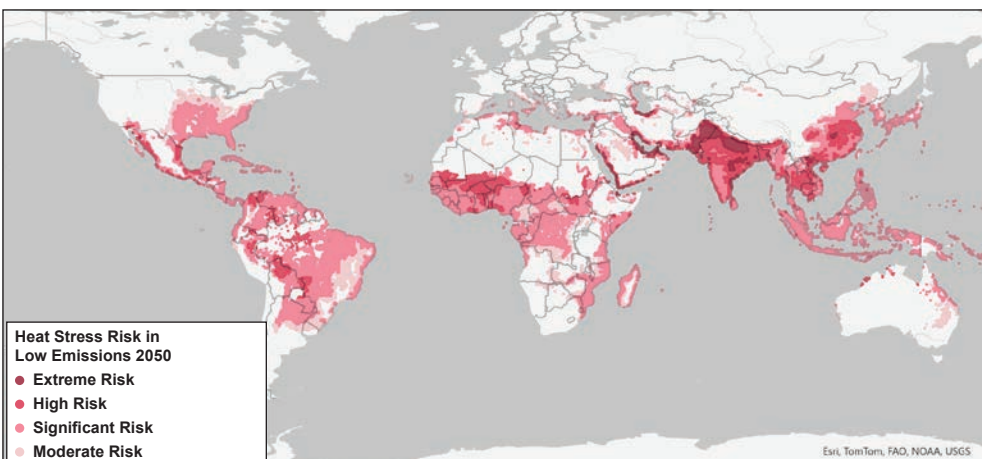 Heat Stress Risk in
Low Emissions 2050
Extreme Risk
High Risk
Significant Risk
Moderate Risk
Esri, TomTom, FAO, NOAA, USGS